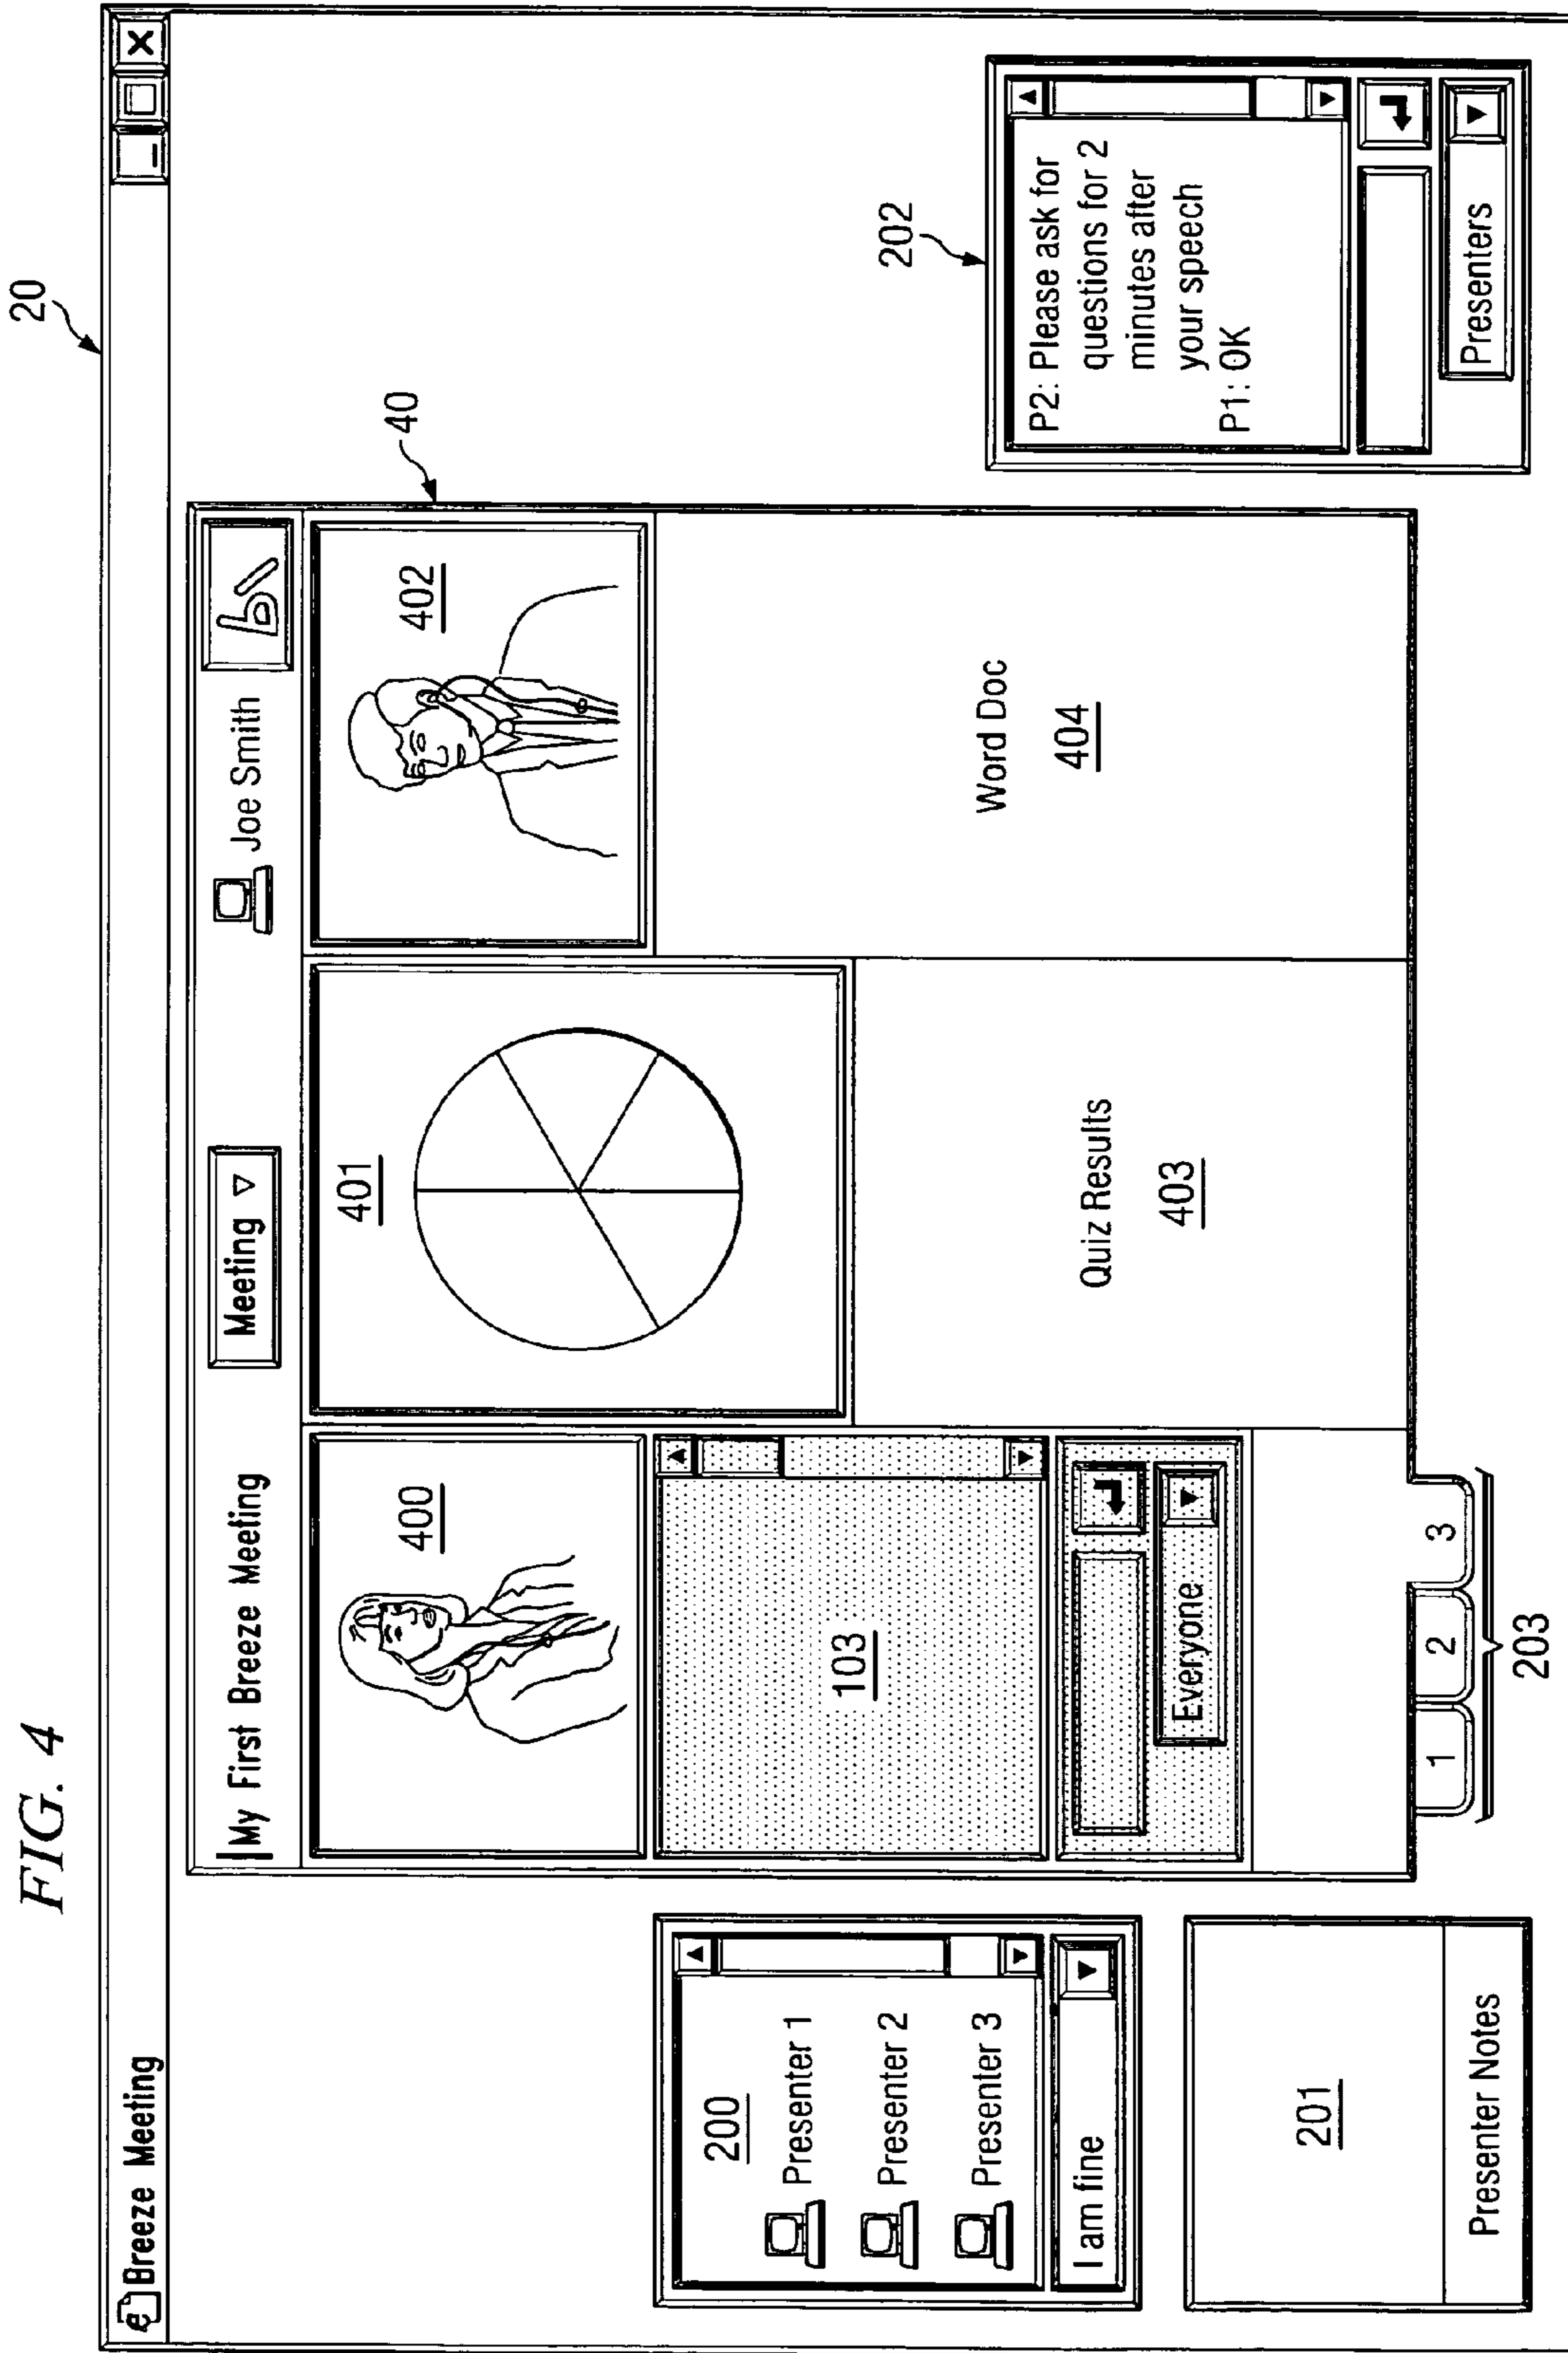 FIG. 4
20
Breeze Meeting
My First Breeze Meeting
Meeting
Joe Smith
40
400
401
402
103
Everyone
Quiz Results
403
Word Doc
404
1
2
3
203
200
Presenter 1
Presenter 2
Presenter 3
I am fine
201
Presenter Notes
202
P2: Please ask for
questions for 2
minutes after
your speech
P1: OK
Presenters